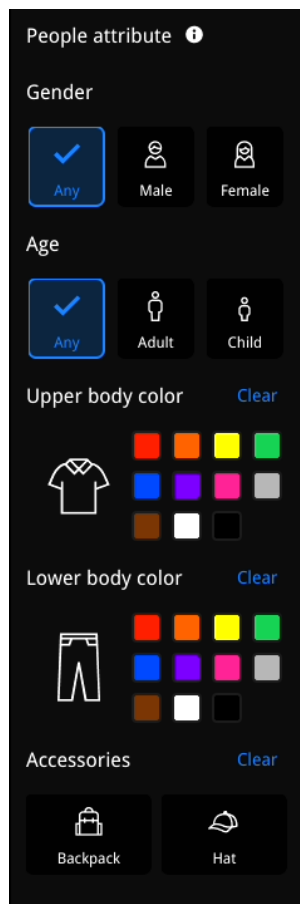 People attribute
Gender
Any Male Female
Age
Any Adult Child
Upper body color Clear
Lower body color Clear
Accessories Clear
Backpack Hat